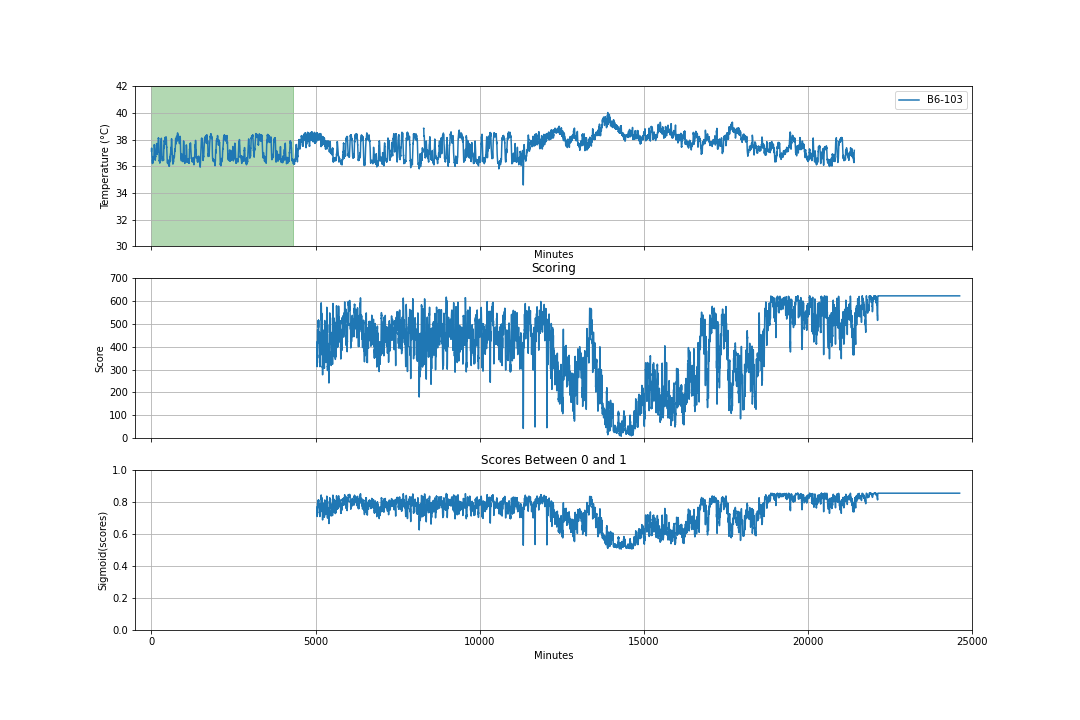 42
40
38
36
34
32
30
Temperature (°C)
B6-103
Minutes
Scoring
700
600
500
400
300
200
100
0
Score
Scores Between 0 and 1
1.0
0.8
0.6
0.4
0.2
0.0
Sigmoid(scores)
0 5000 10000 15000 20000 25000
Minutes